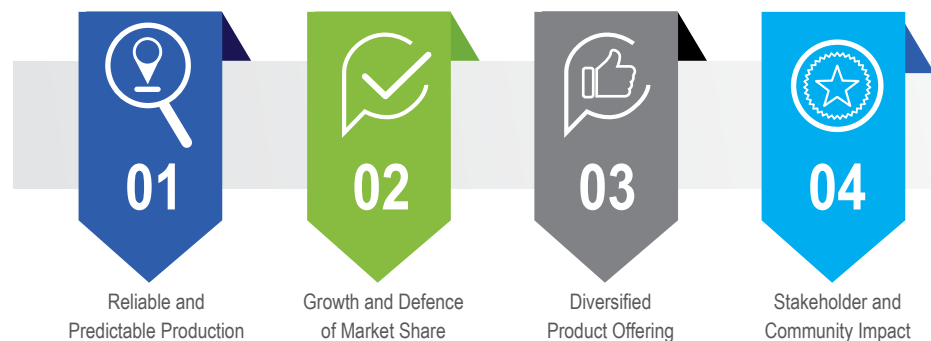 01
02
03
04
Reliable and
Predictable Production
Growth and Defence
of Market Share
Diversified
Product Offering
Stakeholder and
Community Impact